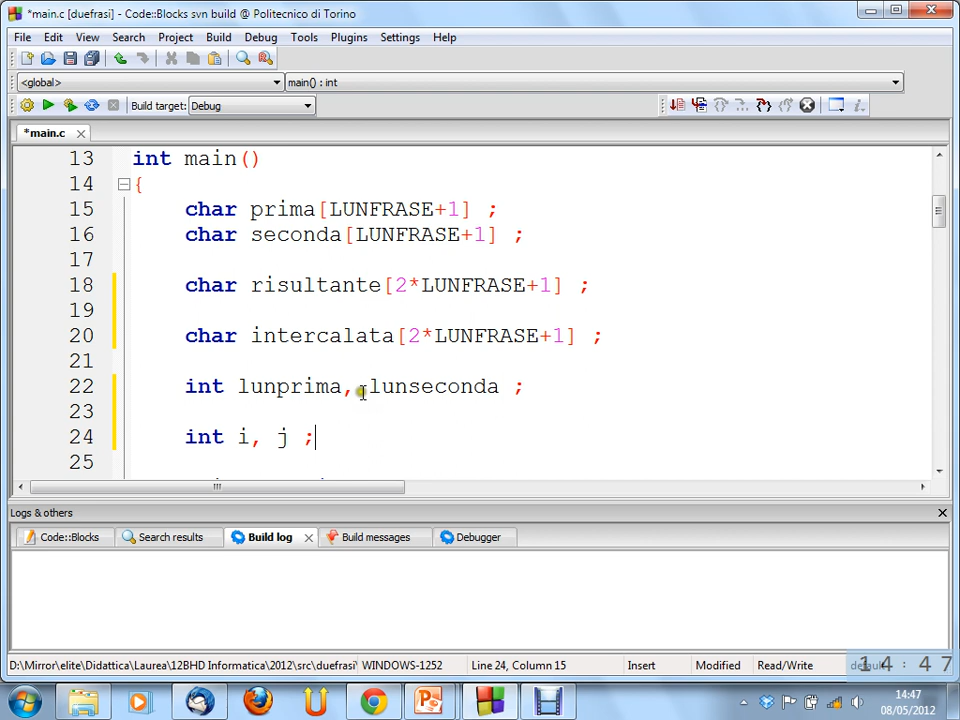 *main.c [duefrasi] - Code::Blocks svn build @ Politecnico di Torino
File Edit View Search Project Build Debug Tools Plugins Settings Help
<global> main() : int
Build target: Debug
*main.c
13 int main()
14 {
15 char prima[LUNFRASE+1] ;
16 char seconda[LUNFRASE+1] ;
17
18 char risultante[2*LUNFRASE+1] ;
19
20 char intercalata[2*LUNFRASE+1] ;
21
22 int lunprima, lunseconda ;
23
24 int i, j ;
25
Logs & others
Code::Blocks Search results Build log Build messages Debugger
D:\Mirror\elite\Didattica\Laurea\12BHD Informatica\2012\src\duefrasi WINDOWS-1252 Line 24, Column 15 Insert Modified Read/Write 14:47
14:47
08/05/2012